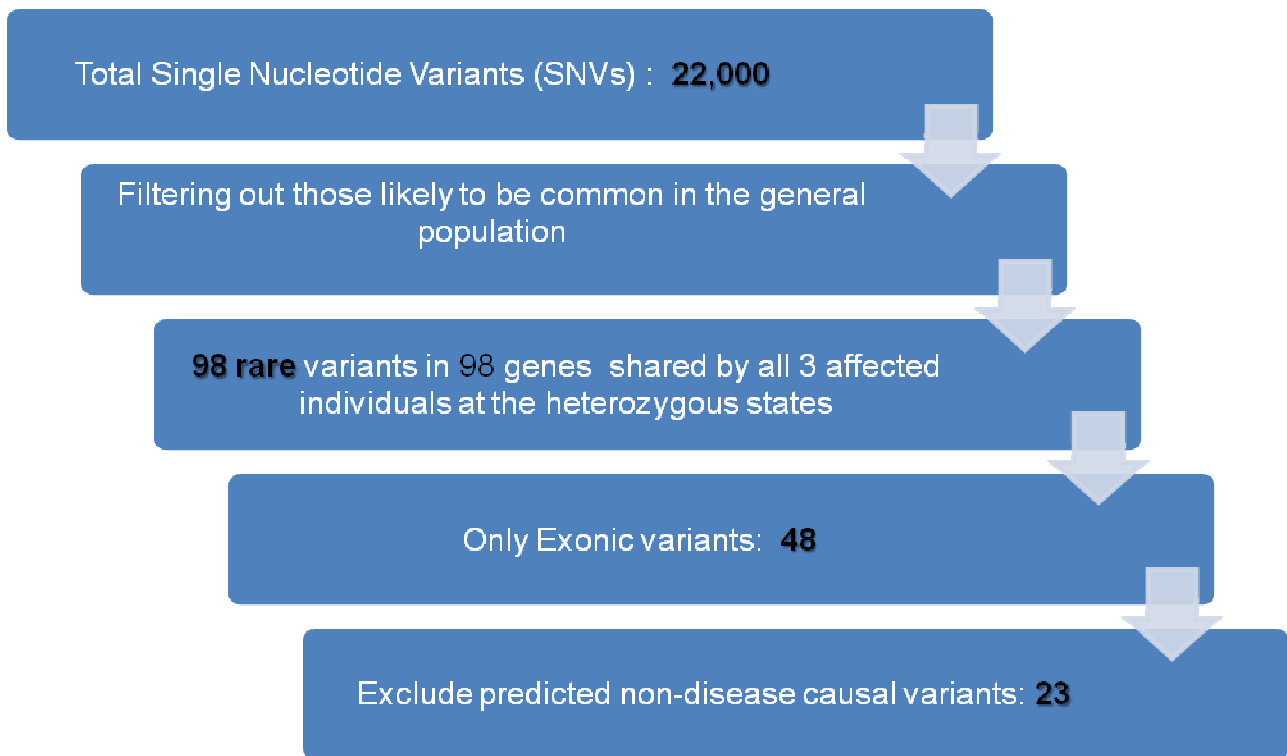 Total Single Nucleotide Variants (SNVs) : 22,000
Filtering out those likely to be common in the general
population
98 rare variants in 98 genes shared by all 3 affected
individuals at the heterozygous states
Only Exonic variants: 48
Exclude predicted non-disease causal variants: 23